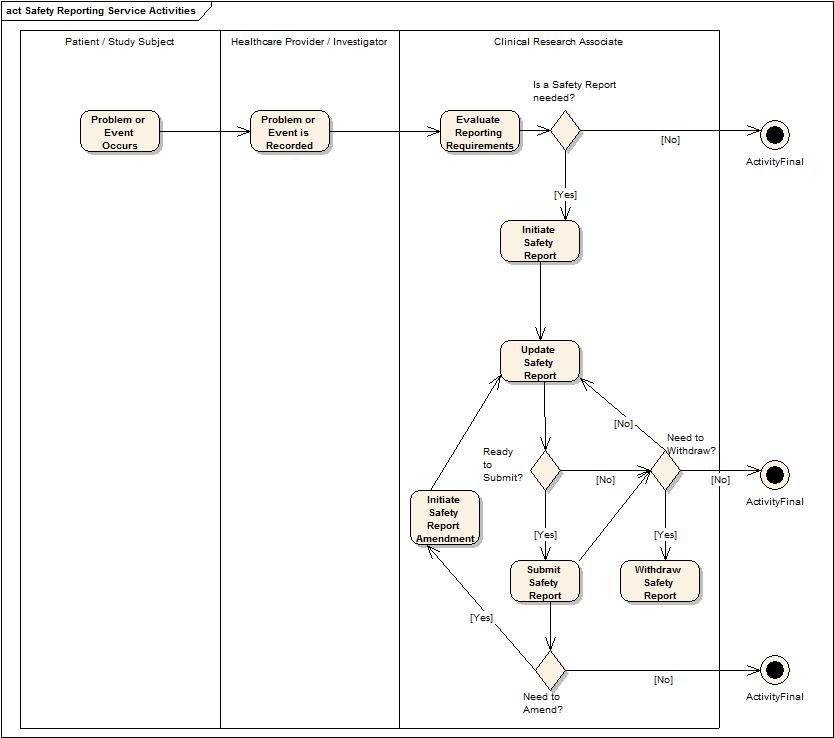 act Safety Reporting Service Activities
Patient / Study Subject
Healthcare Provider / Investigator
Clinical Research Associate
Problem or
Event
Occurs
Problem or
Event is
Recorded
Evaluate
Reporting
Requirements
Is a Safety Report
needed?
[No]
ActivityFinal
[Yes]
Initiate
Safety
Report
Update
Safety
Report
[No]
Need to
Withdraw?
Ready
to
Submit?
[No]
[No]
ActivityFinal
Initiate
Safety
Report
Amendment
[Yes]
[Yes]
Submit
Safety
Report
Withdraw
Safety
Report
[Yes]
[No]
ActivityFinal
Need to
Amend?